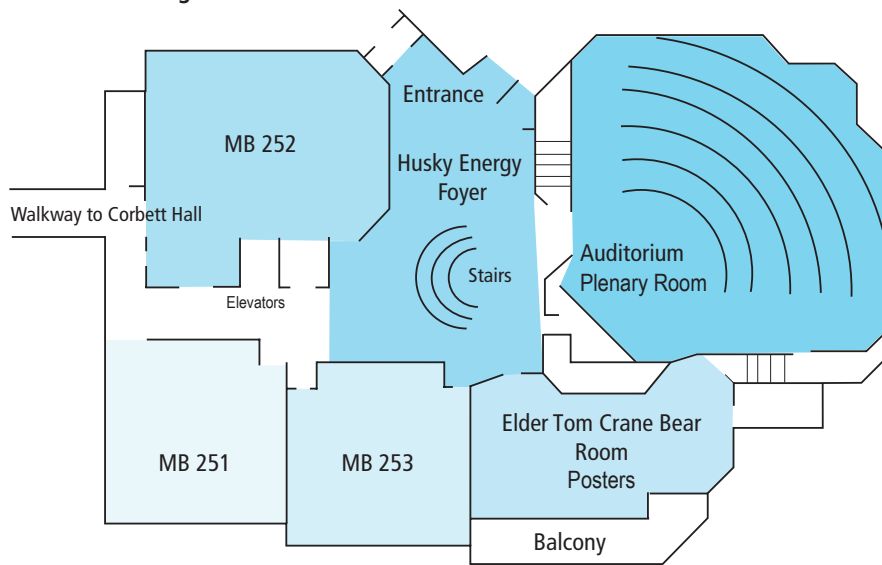 Entrance
MB 252
Husky Energy
Foyer
Walkway to Corbett Hall
Auditorium
Plenary Room
Stairs
Elevators
Elder Tom Crane Bear
Room
Posters
MB 251
MB 253
Balcony